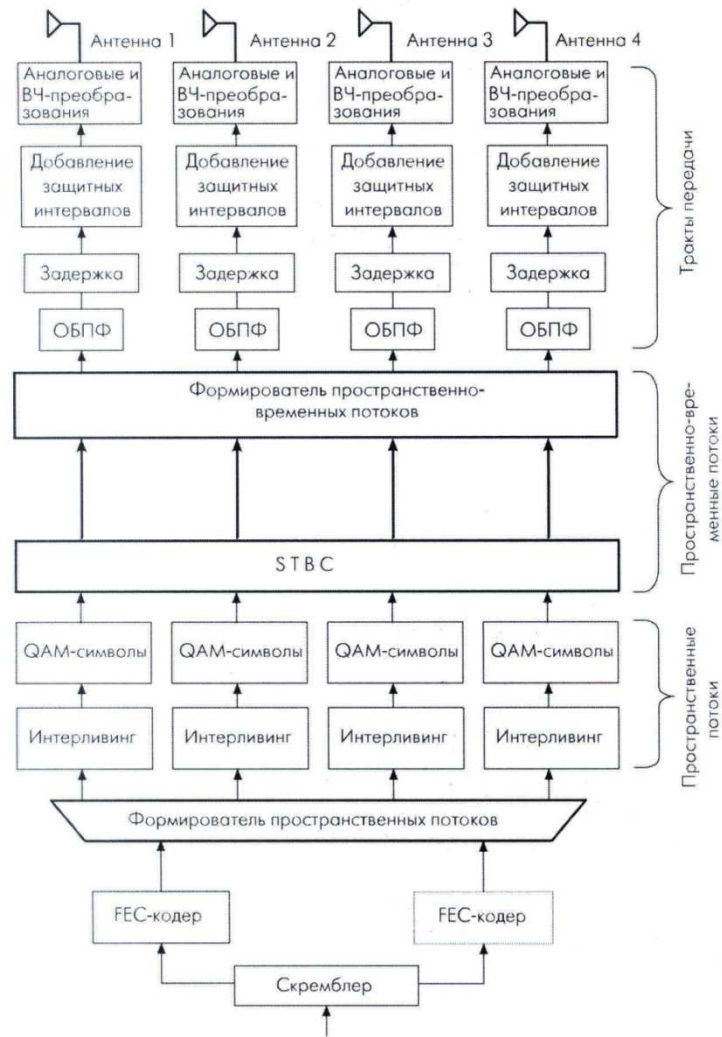 Антенна 1
Антенна 2
Антенна 3
Антенна 4
Аналоговые и
ВЧ-преобра-
зования
Аналоговые и
ВЧ-преобра-
зования
Аналоговые и
ВЧ-преобра-
зования
Аналоговые и
ВЧ-преобра-
зования
Добавление
защитных
интервалов
Добавление
защитных
интервалов
Добавление
защитных
интервалов
Добавление
защитных
интервалов
Задержка
Задержка
Задержка
Задержка
ОБПФ
ОБПФ
ОБПФ
ОБПФ
Тракты передачи
Формирователь пространственно-
временных потоков
STBC
Пространственно-вре-
менные потоки
QAM-символы
QAM-символы
QAM-символы
QAM-символы
Интерливинг
Интерливинг
Интерливинг
Интерливинг
Пространственные
потоки
Формирователь пространственных потоков
FEC-кодер
FEC-кодер
Скремблер